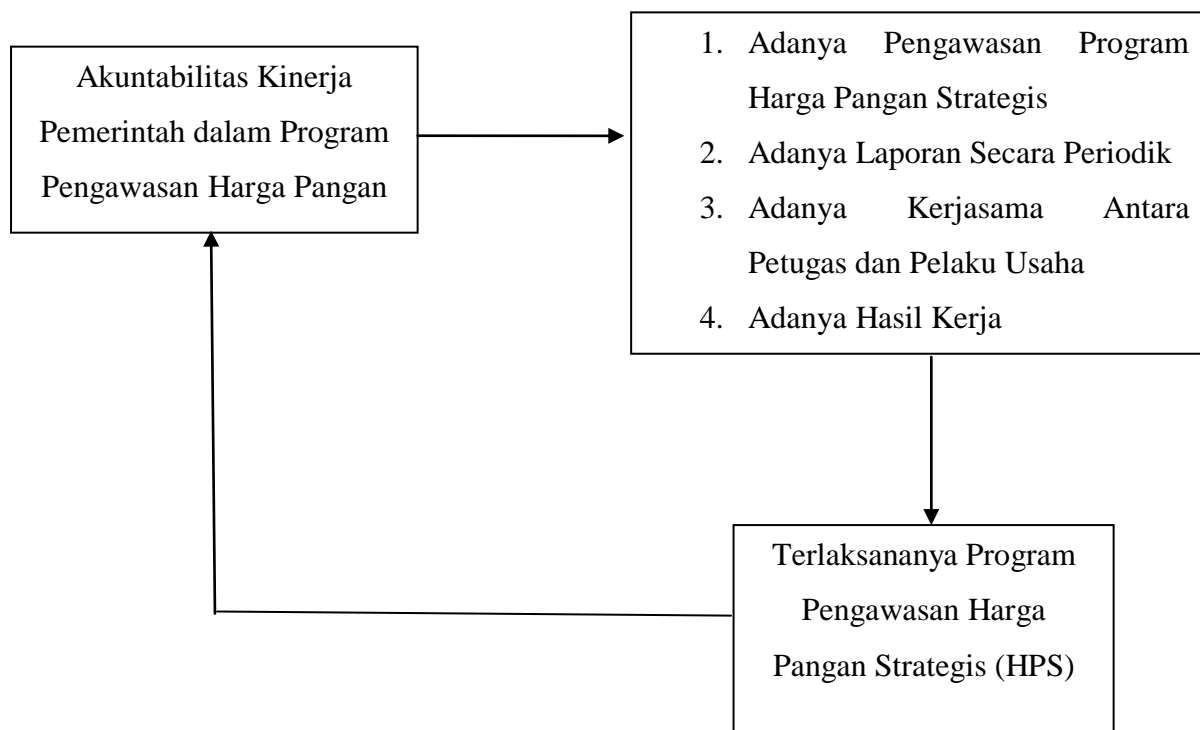 Akuntabilitas Kinerja
Pemerintah dalam Program
Pengawasan Harga Pangan
1. Adanya Pengawasan Program
Harga Pangan Strategis
2. Adanya Laporan Secara Periodik
3. Adanya Kerjasama Antara
Petugas dan Pelaku Usaha
4. Adanya Hasil Kerja
Terlaksananya Program
Pengawasan Harga
Pangan Strategis (HPS)